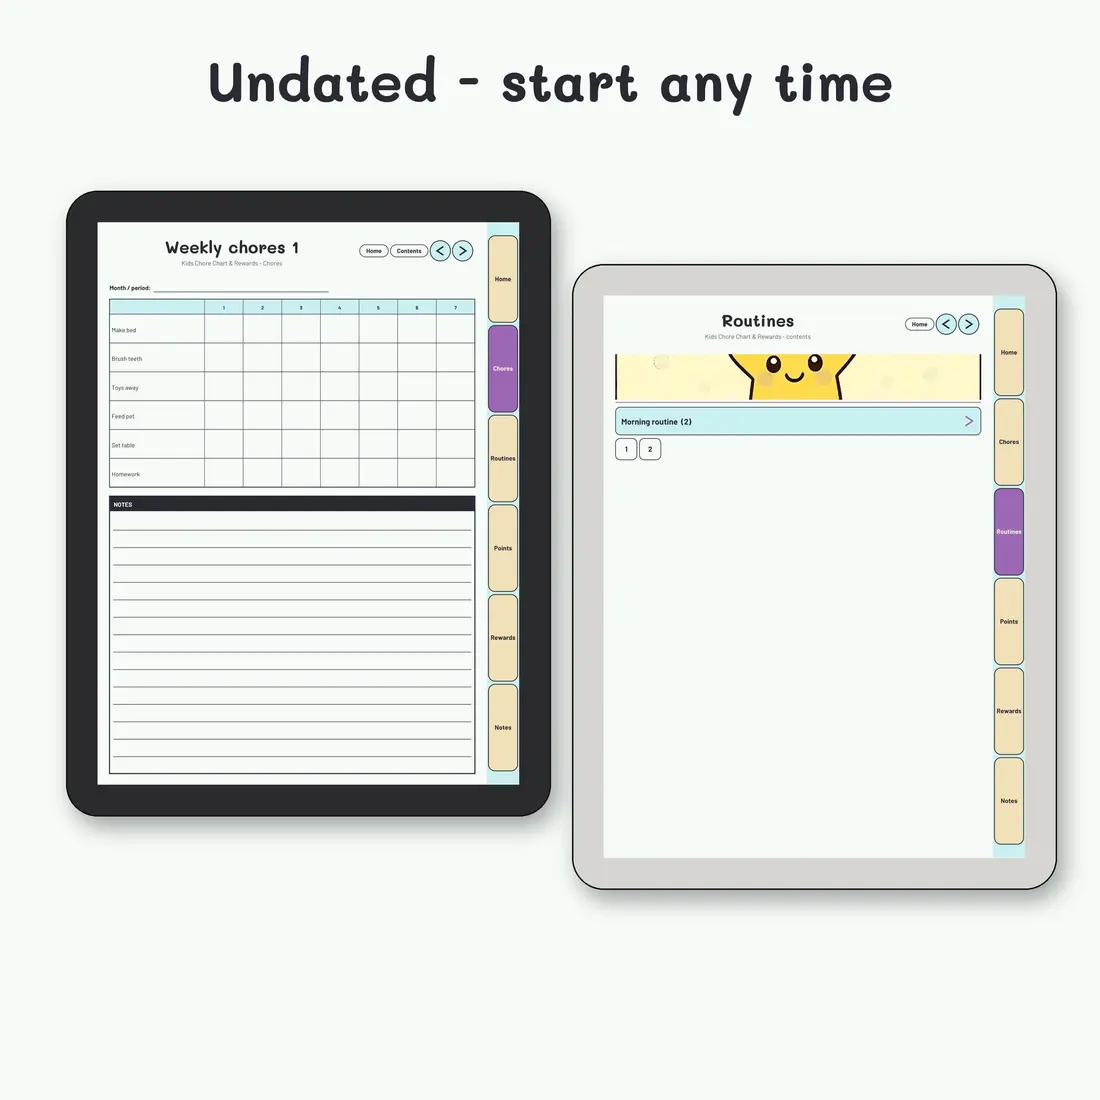 Undated - start any time
Weekly chores 1
Kids Chore Chart & Rewards - Chores
Home
Contents
<
>
Month / period:
1 2 3 4 5 6 7
Make bed
Brush teeth
Toys away
Feed pet
Set table
Homework
NOTES
Home
Chores
Routines
Points
Rewards
Notes
Routines
Kids Chore Chart & Rewards - contents
Home
<
>
Morning routine (2)
>
1 2
Home
Chores
Routines
Points
Rewards
Notes